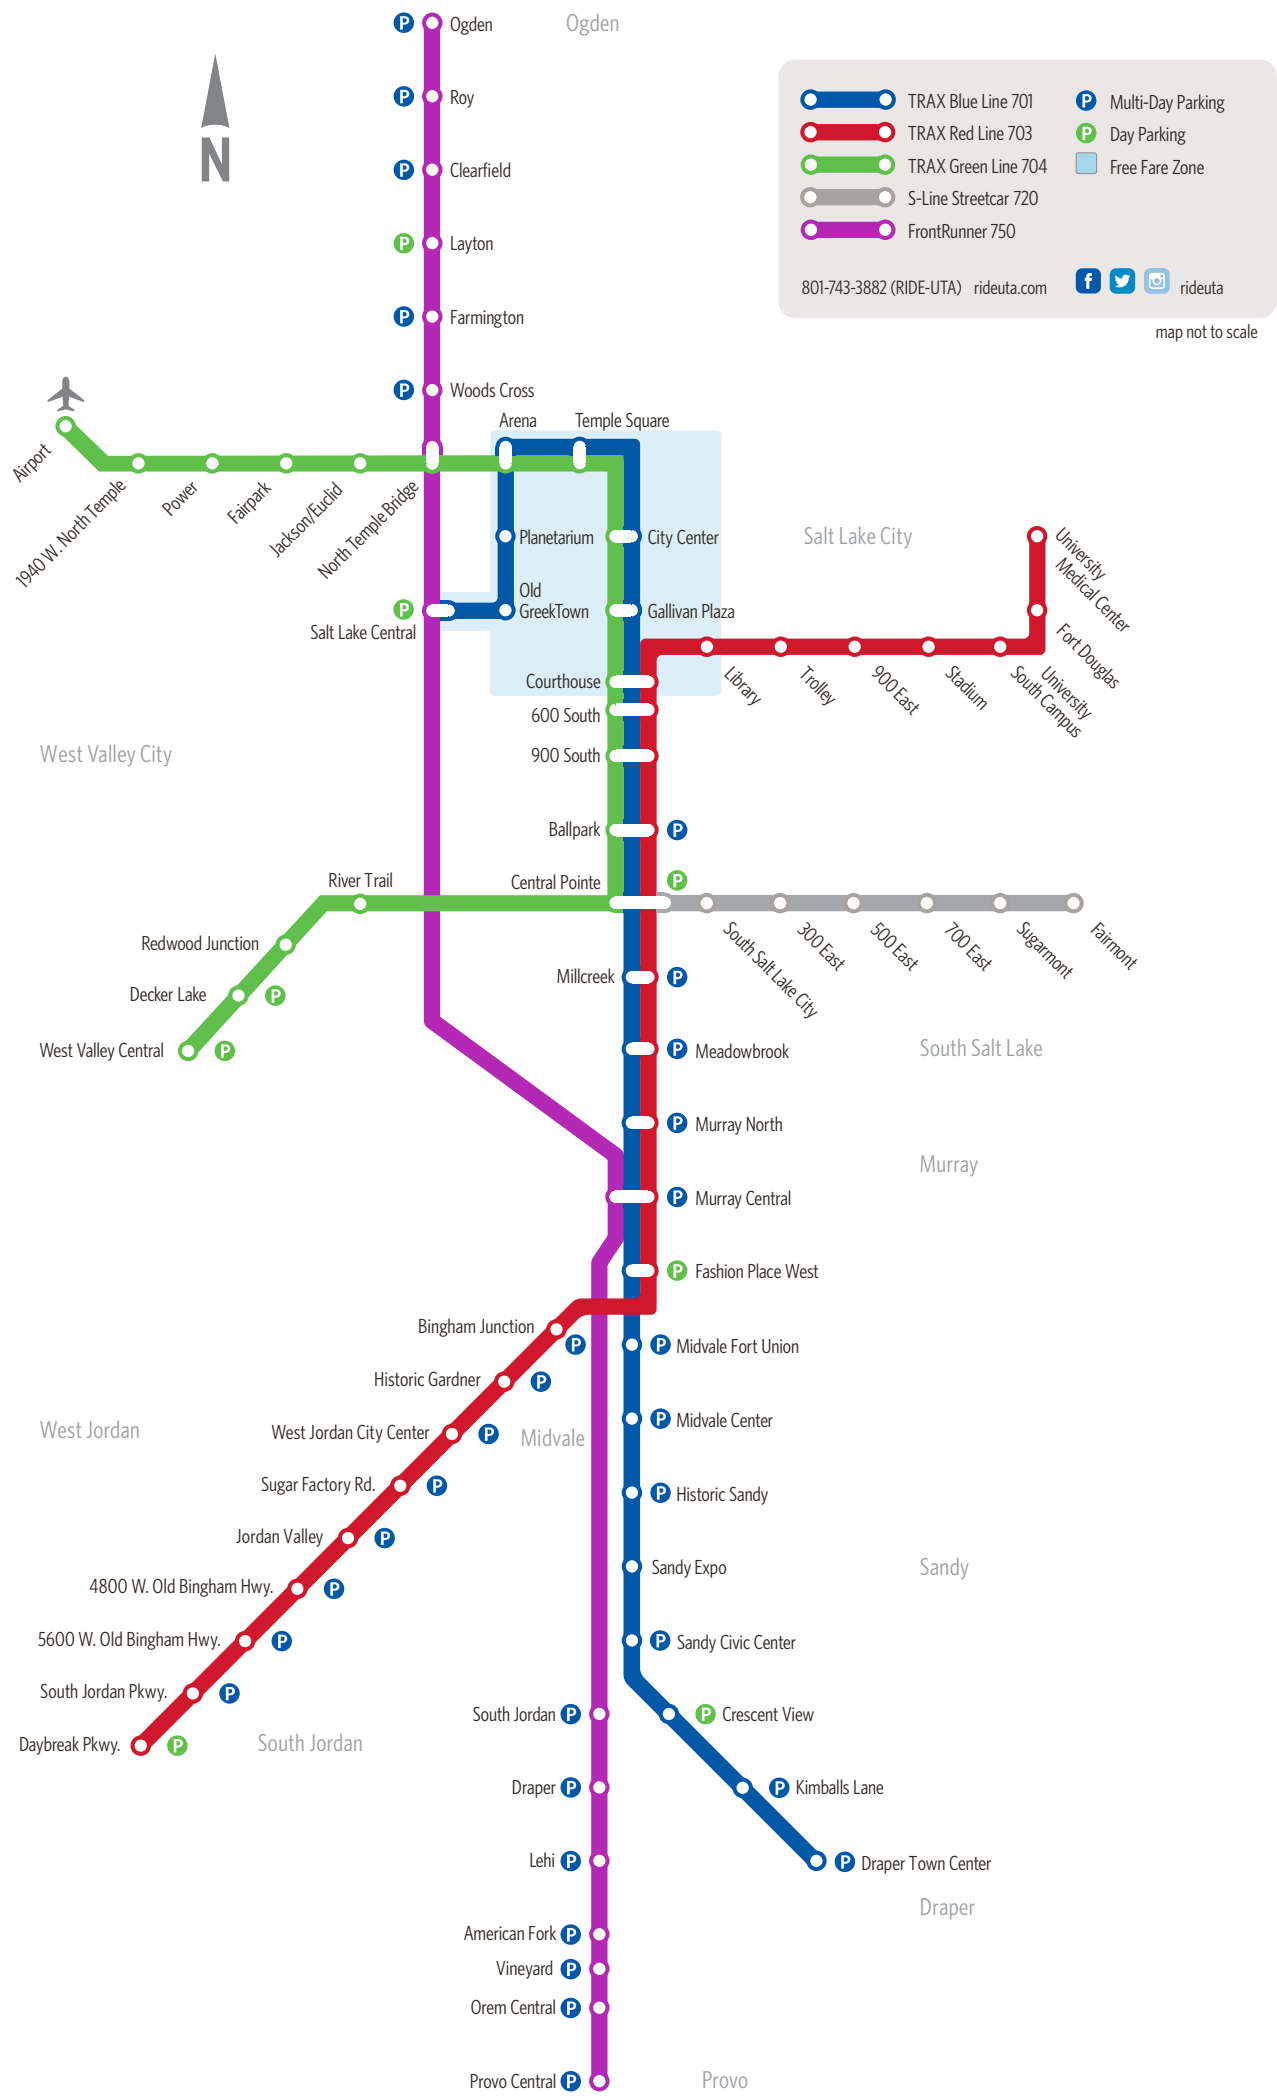 P Ogden
Ogden
N
P Roy
P Clearfield
P Layton
P Farmington
P Woods Cross
TRAX Blue Line 701
TRAX Red Line 703
TRAX Green Line 704
S-Line Streetcar 720
FrontRunner 750
P Multi-Day Parking
P Day Parking
Free Fare Zone
801-743-3882 (RIDE-UTA) rideuta.com
f rideuta
map not to scale
Arena
Temple Square
Airport
1940 W. North Temple
Power
Fairpark
Jackson/Euclid
North Temple Bridge
Planetarium
City Center
Salt Lake City
Old
GreekTown
Gallivan Plaza
P
Salt Lake Central
University
Medical Center
Fort Douglas
University
South Campus
Stadium
900 East
Trolley
Library
Courthouse
600 South
900 South
West Valley City
Ballpark P
Central Pointe P
River Trail
Redwood Junction
Decker Lake P
West Valley Central P
South Salt Lake City
300 East
500 East
700 East
Sugarmont
Fairmont
Millcreek P
P Meadowbrook
South Salt Lake
P Murray North
Murray
P Murray Central
P Fashion Place West
Bingham Junction P
Historic Gardner P
West Jordan City Center P
Sugar Factory Rd. P
Jordan Valley P
4800 W. Old Bingham Hwy. P
5600 W. Old Bingham Hwy. P
South Jordan Pkwy. P
Daybreak Pkwy. P
West Jordan
Midvale
South Jordan
P Midvale Fort Union
P Midvale Center
P Historic Sandy
Sandy Expo
Sandy
P Sandy Civic Center
P Crescent View
P Kimballs Lane
P Draper Town Center
Draper
South Jordan P
Draper P
Lehi P
American Fork P
Vineyard P
Orem Central P
Provo Central P
Provo